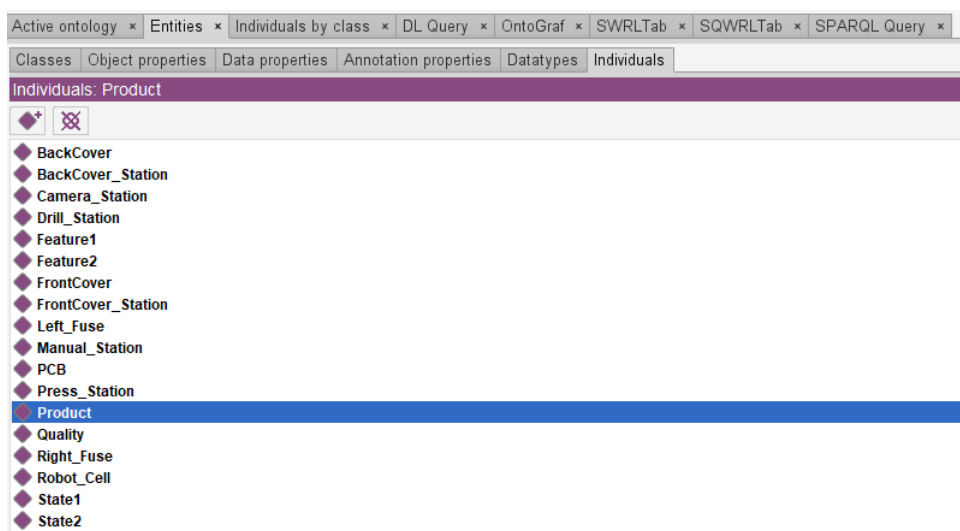 Active ontology × Entities × Individuals by class × DL Query × OntoGraf × SWRLTab × SQWRLTab × SPARQL Query ×
Classes Object properties Data properties Annotation properties Datatypes Individuals
Individuals: Product
BackCover
BackCover_Station
Camera_Station
Drill_Station
Feature1
Feature2
FrontCover
FrontCover_Station
Left_Fuse
Manual_Station
PCB
Press_Station
Product
Quality
Right_Fuse
Robot_Cell
State1
State2